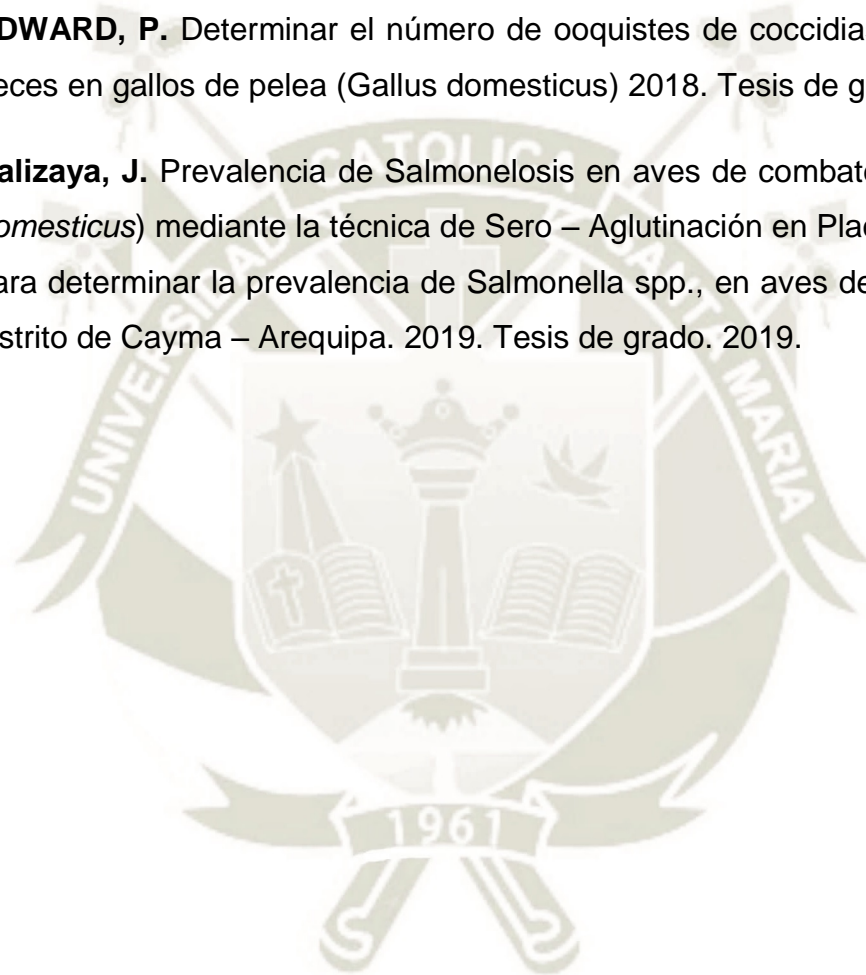 DWARD, P. Determinar el número de ooquistes de coccidia
eces en gallos de pelea (Gallus domesticus) 2018. Tesis de g
alizaya, J. Prevalencia de Salmonelosis en aves de combat
omesticus) mediante la técnica de Sero – Aglutinación en Pla
ara determinar la prevalencia de Salmonella spp., en aves de
strito de Cayma – Arequipa. 2019. Tesis de grado. 2019.
UNIVERSIDAD CATOLICA SANTA MARIA
1961